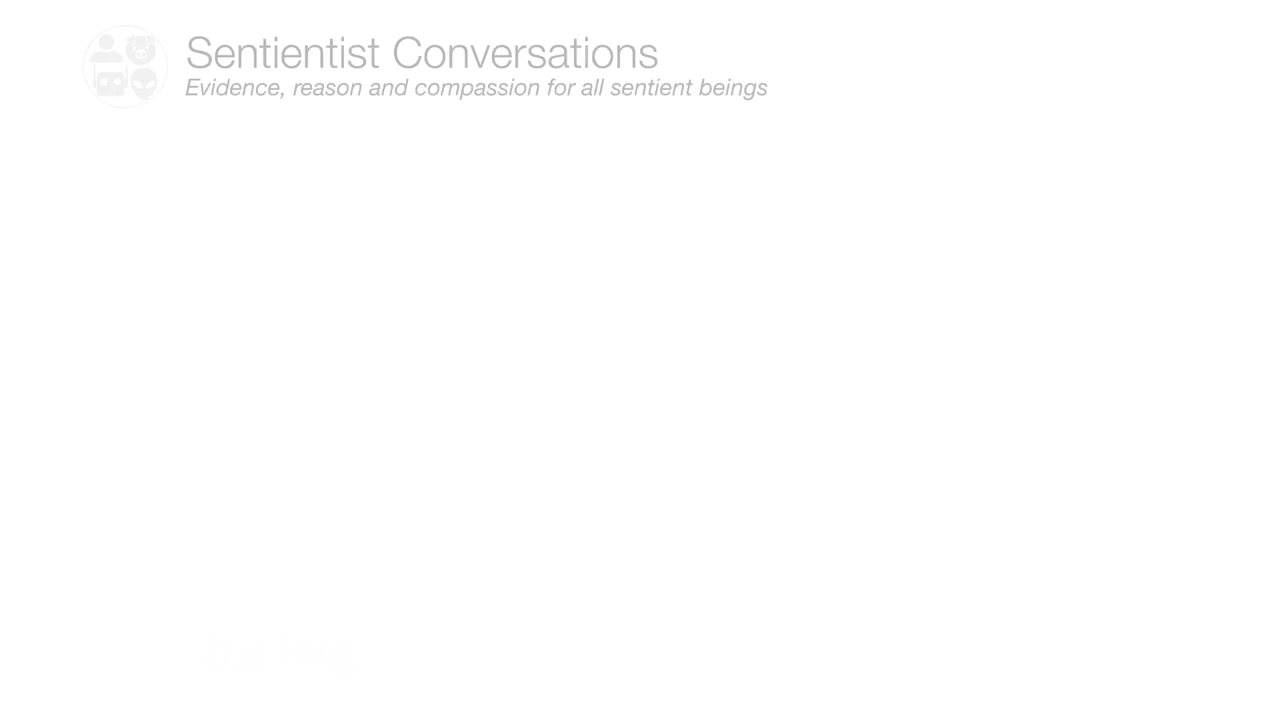 Sentientist Conversations
Evidence, reason and compassion for all sentient beings